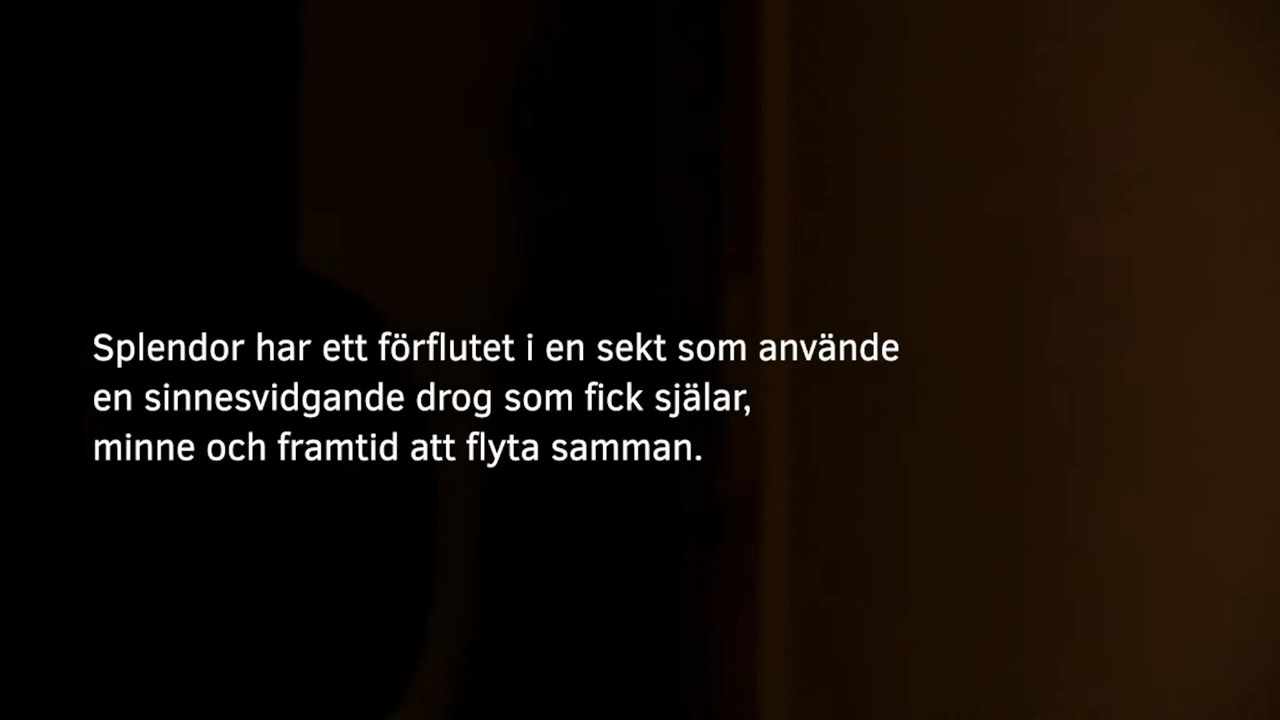 Splendor har ett förflutet i en sekt som använde
en sinnesvidgande drog som fick själar,
minne och framtid att flyta samman.